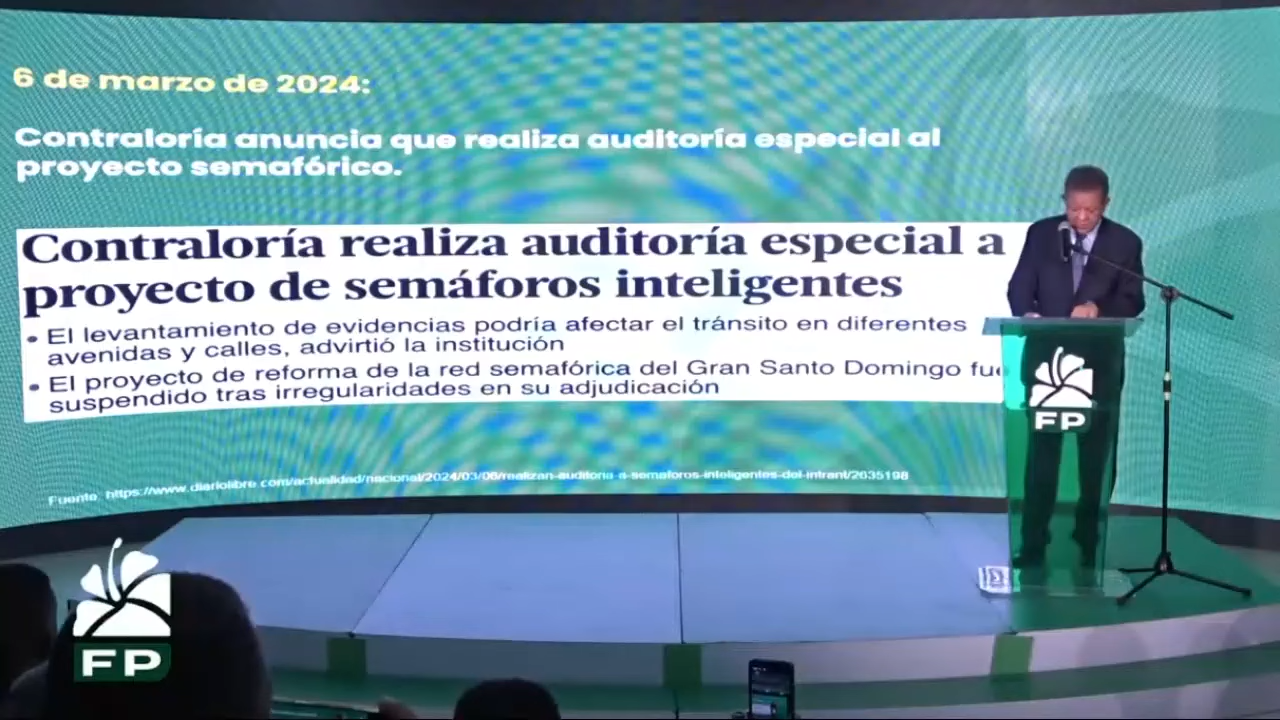 6 de marzo de 2024:
Contraloría anuncia que realiza auditoría especial al
proyecto semafórico.
Contraloría realiza auditoría especial a
proyecto de semáforos inteligentes
• El levantamiento de evidencias podría afectar el tránsito en diferentes
avenidas y calles, advirtió la institución
• El proyecto de reforma de la red semafórica del Gran Santo Domingo fue
suspendido tras irregularidades en su adjudicación
Fuente: https://www.diariolibre.com/actualidad/nacional/2024/03/06/realizan-auditoria-a-semaforos-inteligentes-del-intrant/2635198
FP
FP